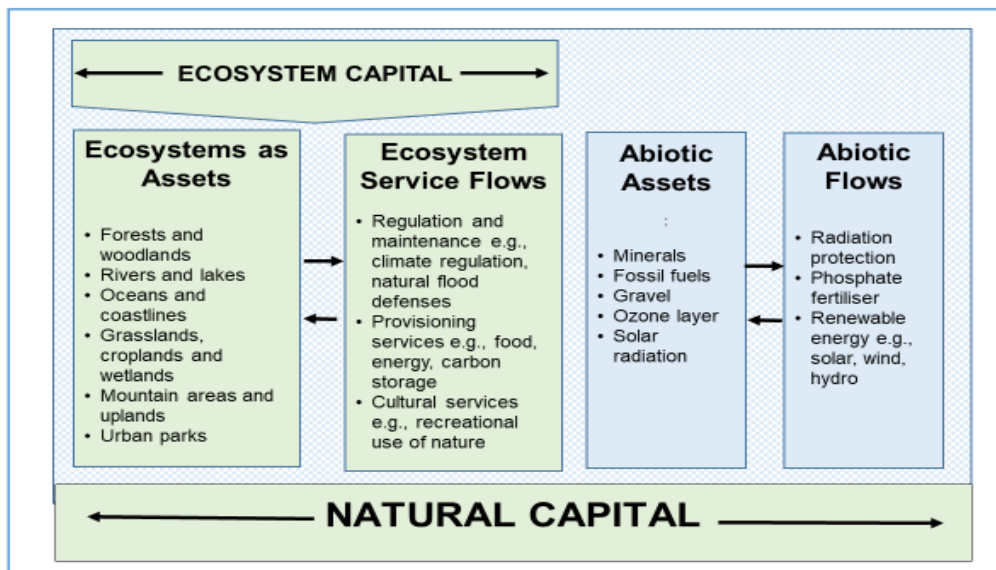 ECOSYSTEM CAPITAL
Ecosystems as
Assets
• Forests and
woodlands
• Rivers and lakes
• Oceans and
coastlines
• Grasslands,
croplands and
wetlands
• Mountain areas and
uplands
• Urban parks
Ecosystem
Service Flows
• Regulation and
maintenance e.g.,
climate regulation,
natural flood
defenses
• Provisioning
services e.g., food,
energy, carbon
storage
• Cultural services
e.g., recreational
use of nature
Abiotic
Assets
:
• Minerals
• Fossil fuels
• Gravel
• Ozone layer
• Solar
radiation
Abiotic
Flows
• Radiation
protection
• Phosphate
fertiliser
• Renewable
energy e.g.,
solar, wind,
hydro
NATURAL CAPITAL